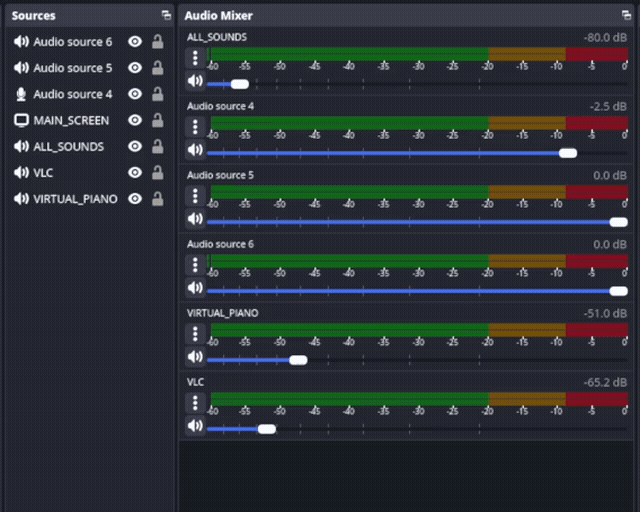 Sources
Audio source 6
Audio source 5
Audio source 4
MAIN_SCREEN
ALL_SOUNDS
VLC
VIRTUAL_PIANO
Audio Mixer
ALL_SOUNDS -80.0 dB
-60 -55 -50 -45 -40 -35 -30 -25 -20 -15 -10 -5 0
Audio source 4 -2.5 dB
-60 -55 -50 -45 -40 -35 -30 -25 -20 -15 -10 -5 0
Audio source 5 0.0 dB
-60 -55 -50 -45 -40 -35 -30 -25 -20 -15 -10 -5 0
Audio source 6 0.0 dB
-60 -55 -50 -45 -40 -35 -30 -25 -20 -15 -10 -5 0
VIRTUAL_PIANO -51.0 dB
-60 -55 -50 -45 -40 -35 -30 -25 -20 -15 -10 -5 0
VLC -65.2 dB
-60 -55 -50 -45 -40 -35 -30 -25 -20 -15 -10 -5 0